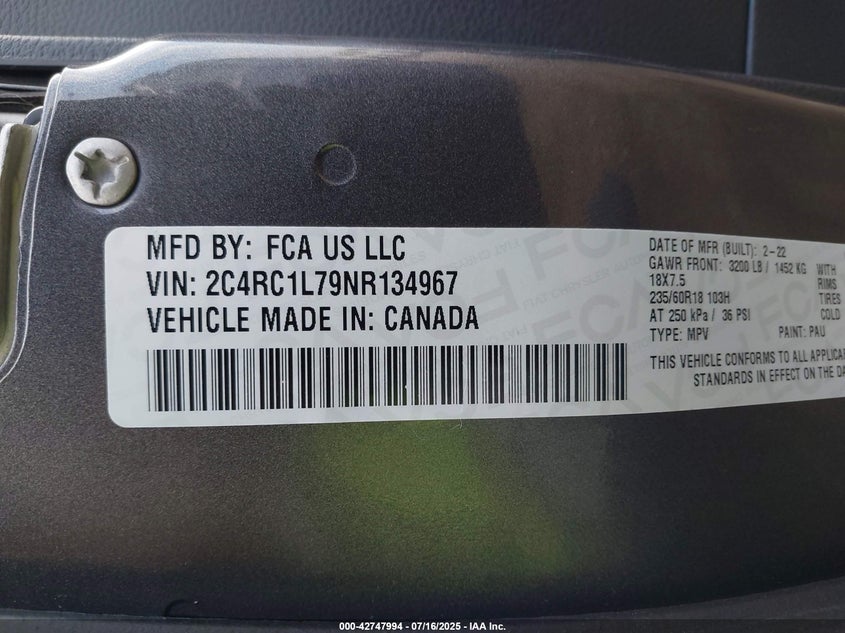 MFD BY: FCA US LLC
VIN: 2C4RC1L79NR134967
VEHICLE MADE IN: CANADA
DATE OF MFR (BUILT): 2-22
GAWR FRONT: 3200 LB / 1452 KG WITH
18X7.5 RIMS
235/60R18 103H TIRES
AT 250 kPa / 36 PSI COLD
TYPE: MPV PAINT: PAU
THIS VEHICLE CONFORMS TO ALL
STANDARDS IN EFFECT ON THE
000-42747994 - 07/16/2025 - IAA Inc.